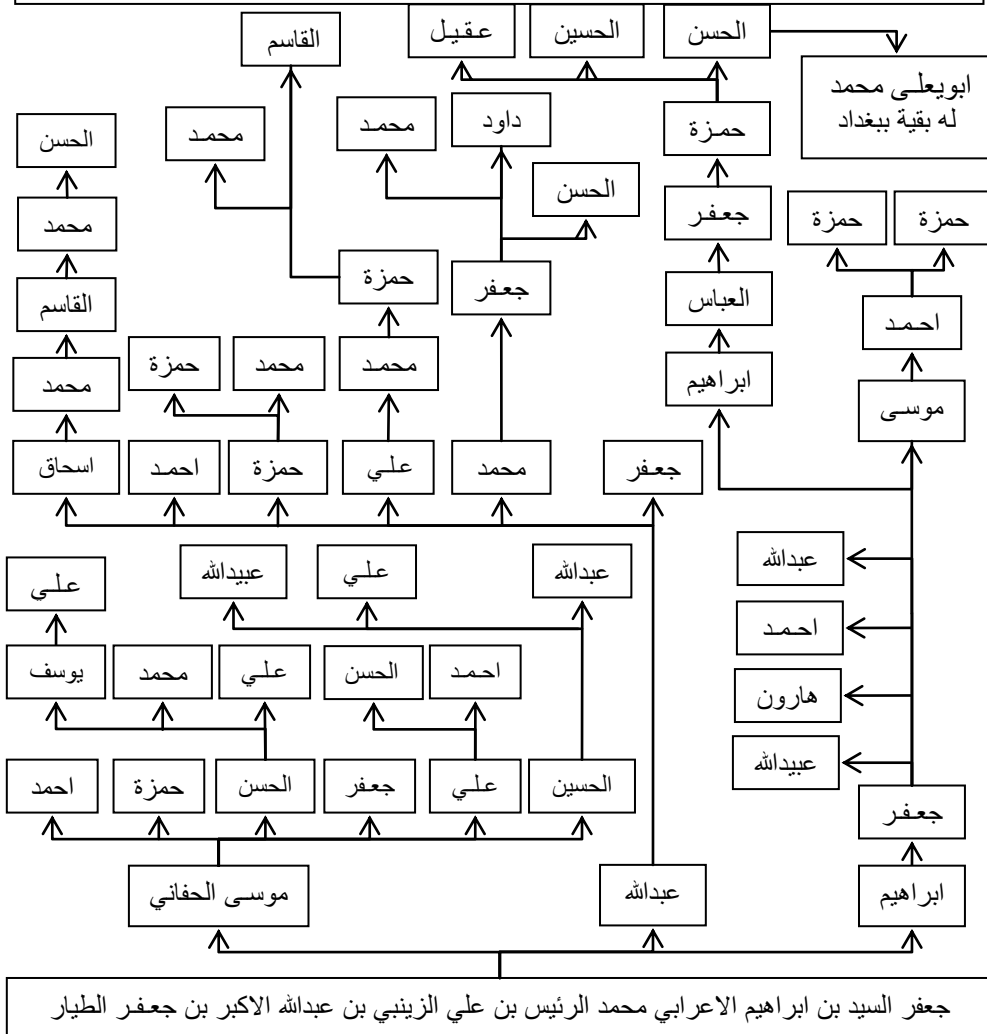 القاسم
عقيل
الحسين
الحسن
ابويعلى محمد
له بقية ببغداد
محمد
محمد
داود
حمزة
الحسن
الحسن
محمد
جعفر
حمزة
حمزة
القاسم
حمزة
جعفر
العباس
احمد
محمد
حمزة
محمد
محمد
ابراهيم
موسى
اسحاق
احمد
حمزة
علي
محمد
جعفر
علي
عبيدالله
علي
عبدالله
عبدالله
احمد
يوسف
محمد
علي
الحسن
احمد
هارون
عبيدالله
احمد
حمزة
الحسن
جعفر
علي
الحسين
جعفر
موسى الحفاني
عبدالله
ابراهيم
جعفر السيد بن ابراهيم الاعرابي محمد الرئيس بن علي الزينبي بن عبدالله الاكبر بن جعفر الطيار